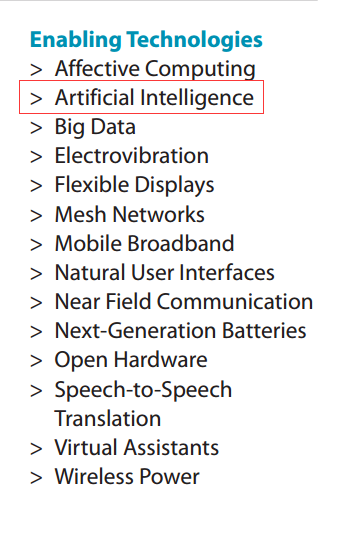 Enabling Technologies
> Affective Computing
> Artificial Intelligence
> Big Data
> Electrovibration
> Flexible Displays
> Mesh Networks
> Mobile Broadband
> Natural User Interfaces
> Near Field Communication
> Next-Generation Batteries
> Open Hardware
> Speech-to-Speech
Translation
> Virtual Assistants
> Wireless Power